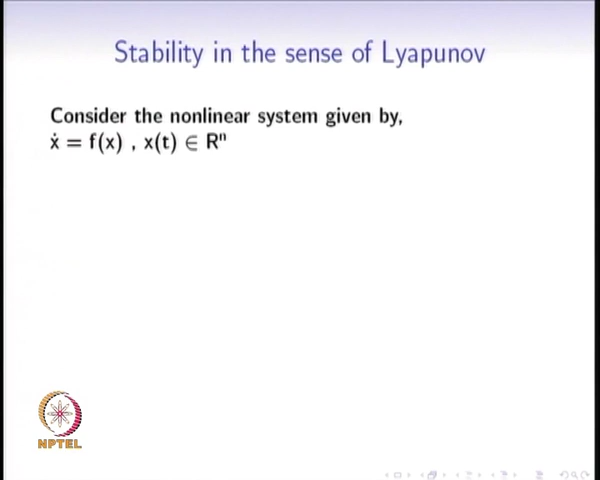 Stability in the sense of Lyapunov
Consider the nonlinear system given by,
ẋ = f(x) , x(t) ∈ Rⁿ
NPTEL